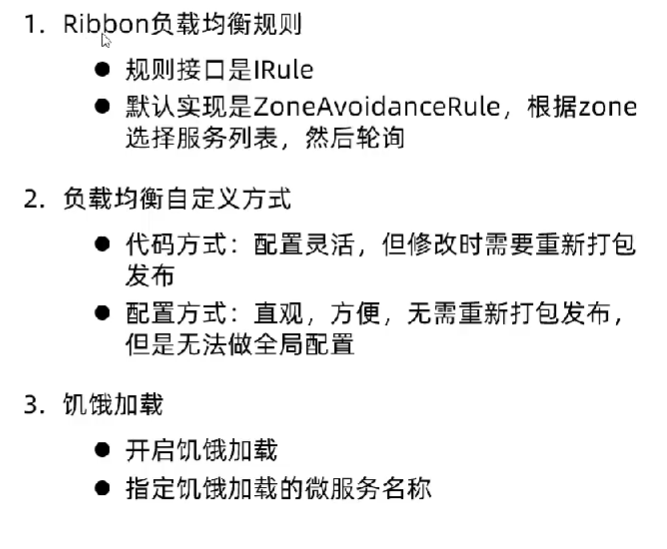 1. Ribbon负载均衡规则
● 规则接口是IRule
● 默认实现是ZoneAvoidanceRule，根据zone
选择服务列表，然后轮询
2. 负载均衡自定义方式
● 代码方式：配置灵活，但修改时需要重新打包
发布
● 配置方式：直观，方便，无需重新打包发布，
但是无法做全局配置
3. 饥饿加载
● 开启饥饿加载
● 指定饥饿加载的微服务名称